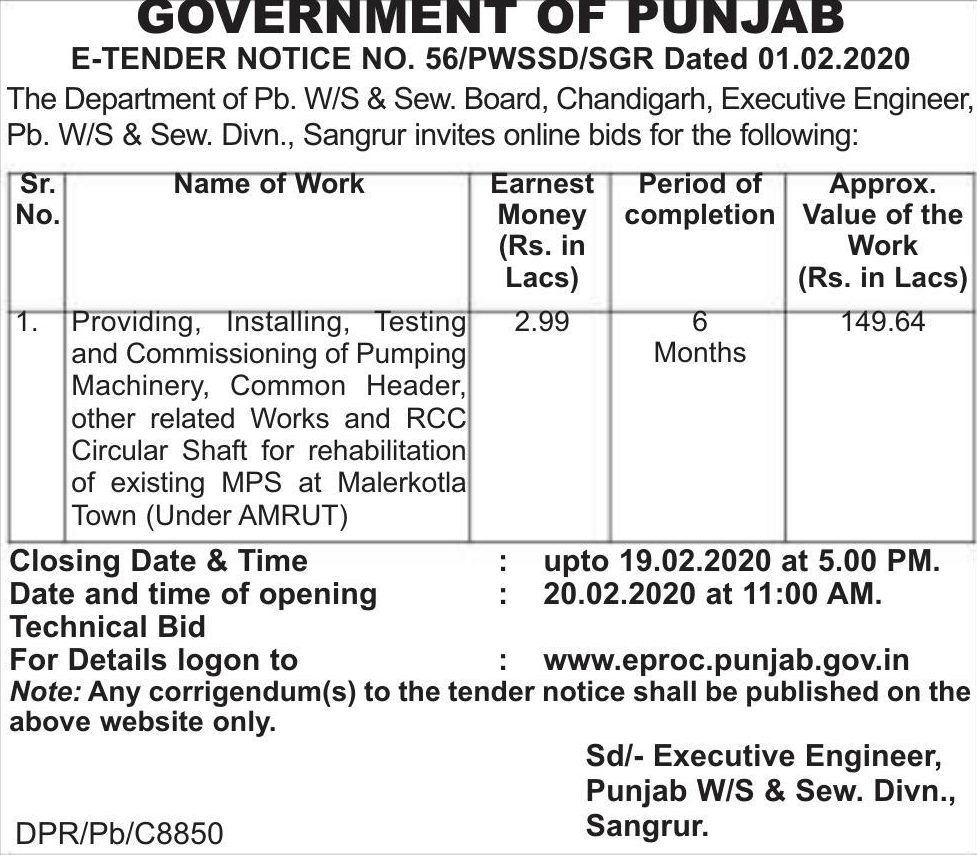 GOVERNMENT OF PUNJAB
E-TENDER NOTICE NO. 56/PWSSD/SGR Dated 01.02.2020
The Department of Pb. W/S & Sew. Board, Chandigarh, Executive Engineer,
Pb. W/S & Sew. Divn., Sangrur invites online bids for the following:
Sr. No. Name of Work Earnest Money (Rs. in Lacs) Period of completion Approx. Value of the Work (Rs. in Lacs)
1. Providing, Installing, Testing 2.99 6 149.64
and Commissioning of Pumping Months
Machinery, Common Header,
other related Works and RCC
Circular Shaft for rehabilitation
of existing MPS at Malerkotla
Town (Under AMRUT)
Closing Date & Time : upto 19.02.2020 at 5.00 PM.
Date and time of opening : 20.02.2020 at 11:00 AM.
Technical Bid
For Details logon to : www.eproc.punjab.gov.in
Note: Any corrigendum(s) to the tender notice shall be published on the
above website only.
Sd/- Executive Engineer,
Punjab W/S & Sew. Divn.,
Sangrur.
DPR/Pb/C8850